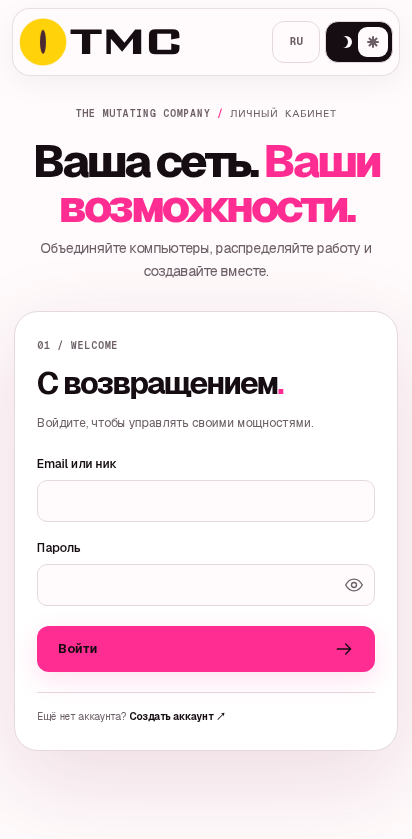 TMC
RU
THE MUTATING COMPANY / ЛИЧНЫЙ КАБИНЕТ
Ваша сеть. Ваши
возможности.
Объединяйте компьютеры, распределяйте работу и
создавайте вместе.
01 / WELCOME
С возвращением.
Войдите, чтобы управлять своими мощностями.
Email или ник
Пароль
Войти →
Ещё нет аккаунта? Создать аккаунт ↗